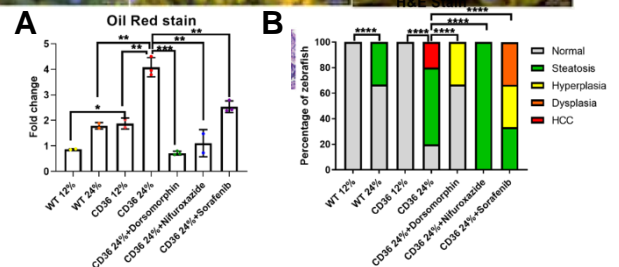 A
Oil Red stain
Fold change
5
4
3
2
1
0
*
**
**
**
***
**
**
WT 12%
WT 24%
CD36 12%
CD36 24%
CD36 24%+Dorsomorphin
CD36 24%+Nifuroxazide
CD36 24%+Sorafenib
B
H&E Stain
Percentage of zebrafish
100
80
60
40
20
0
****
****
****
****
****
WT 12%
WT 24%
CD36 12%
CD36 24%
CD36 24%+Dorsomorphin
CD36 24%+Nifuroxazide
CD36 24%+Sorafenib
Normal
Steatosis
Hyperplasia
Dysplasia
HCC